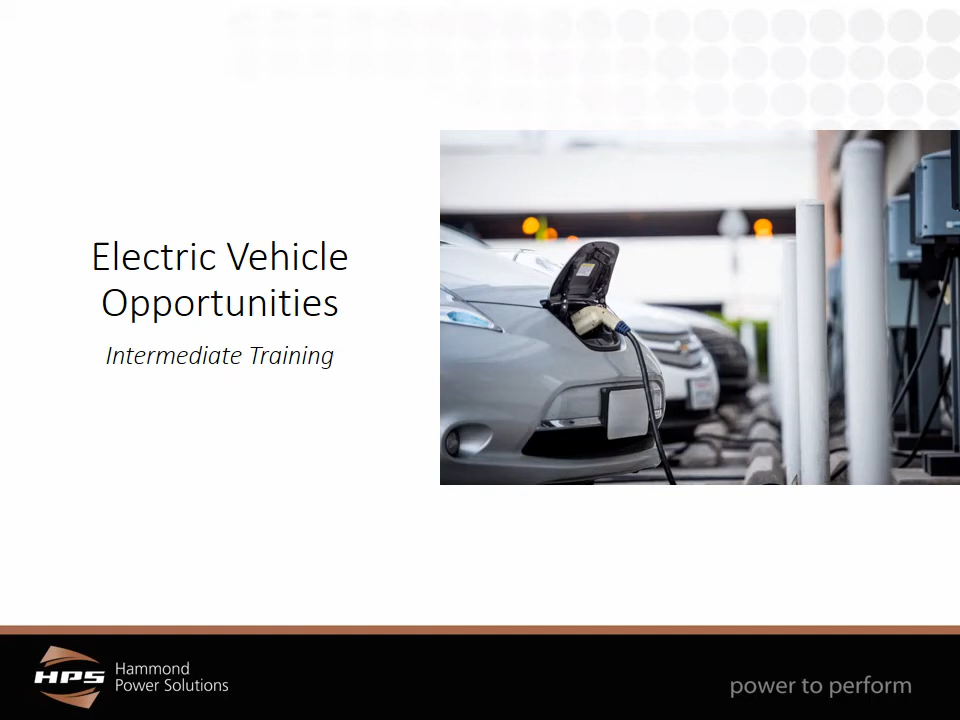 Electric Vehicle
Opportunities
Intermediate Training
HPS
Hammond
Power Solutions
power to perform